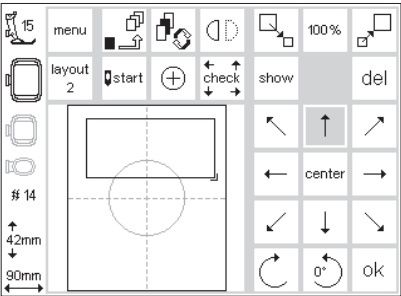 15
menu
100%
layout
2
start
check
show
del
center
# 14
42mm
90mm
0°
ok